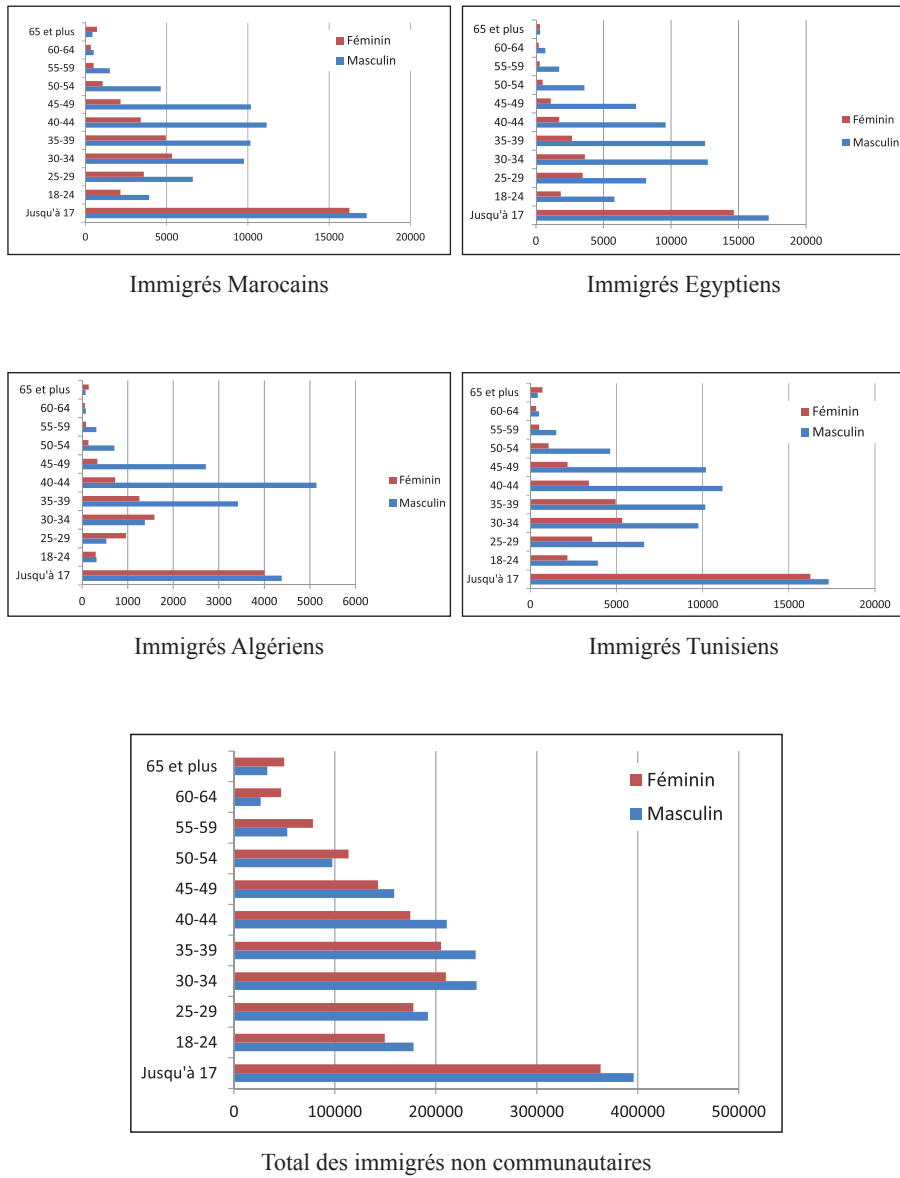 65 et plus
60-64
55-59
50-54
45-49
40-44
35-39
30-34
25-29
18-24
Jusqu'à 17
0 5000 10000 15000 20000
Féminin
Masculin
Immigrés Marocains
65 et plus
60-64
55-59
50-54
45-49
40-44
35-39
30-34
25-29
18-24
Jusqu'à 17
0 5000 10000 15000 20000
Féminin
Masculin
Immigrés Egyptiens
65 et plus
60-64
55-59
50-54
45-49
40-44
35-39
30-34
25-29
18-24
Jusqu'à 17
0 1000 2000 3000 4000 5000 6000
Féminin
Masculin
Immigrés Algériens
65 et plus
60-64
55-59
50-54
45-49
40-44
35-39
30-34
25-29
18-24
Jusqu'à 17
0 5000 10000 15000 20000
Féminin
Masculin
Immigrés Tunisiens
65 et plus
60-64
55-59
50-54
45-49
40-44
35-39
30-34
25-29
18-24
Jusqu'à 17
0 100000 200000 300000 400000 500000
Féminin
Masculin
Total des immigrés non communautaires